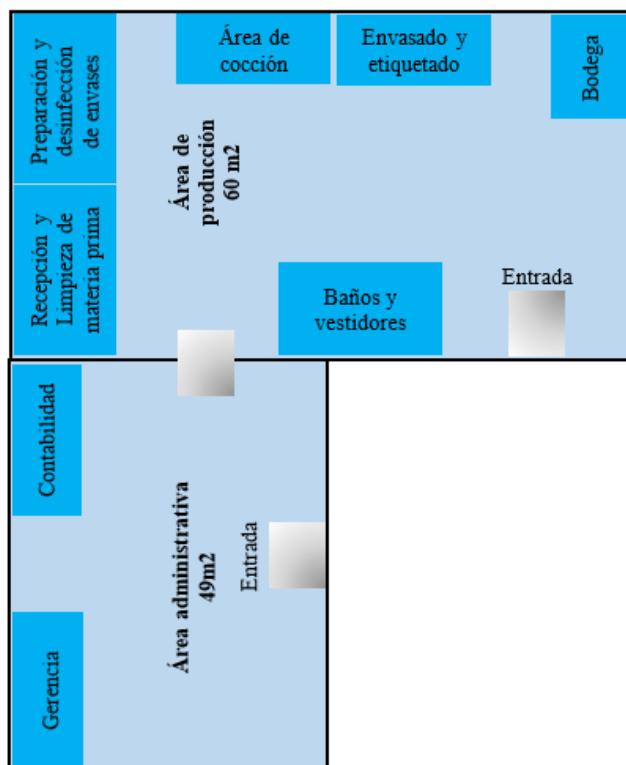 Preparación y
desinfección
de envases
Área de
cocción
Envasado y
etiquetado
Bodega
Área de
producción
60 m2
Recepción y
Limpieza de
materia prima
Baños y
vestidores
Entrada
Contabilidad
Área administrativa
49m2
Entrada
Gerencia